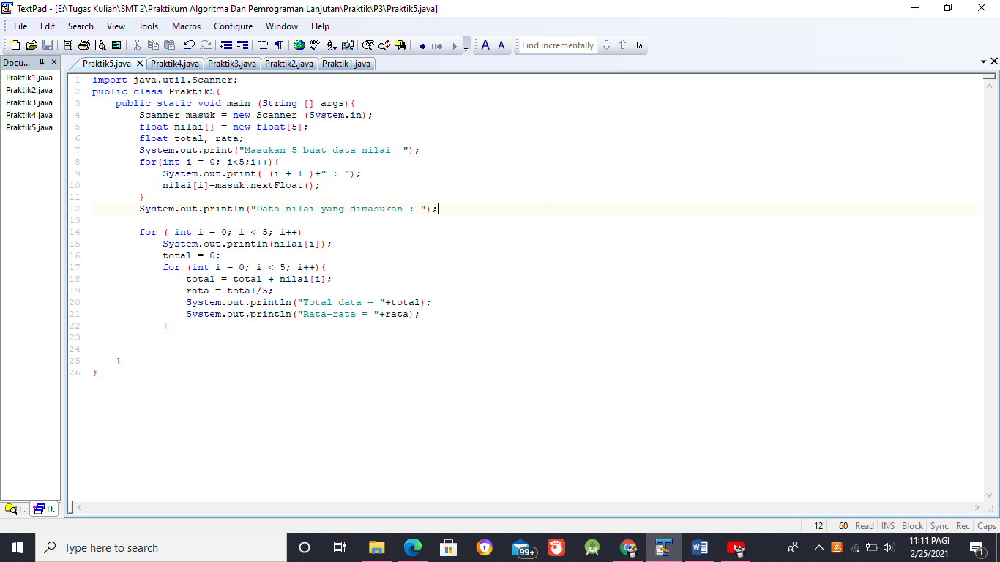 TextPad - [E:\Tugas Kuliah\SMT 2\Praktikum Algoritma Dan Pemrograman Lanjutan\Praktik\P3\Praktik5.java]
File Edit Search View Tools Macros Configure Window Help
Find incrementally Aa
Docu... Praktik5.java Praktik4.java Praktik3.java Praktik2.java Praktik1.java
Praktik1.java
Praktik2.java
Praktik3.java
Praktik4.java
Praktik5.java
1 import java.util.Scanner;
2 public class Praktik5{
3 public static void main (String [] args){
4 Scanner masuk = new Scanner (System.in);
5 float nilai[] = new float[5];
6 float total, rata;
7 System.out.print("Masukan 5 buat data nilai  ");
8 for(int i = 0; i<5;i++){
9 System.out.print( (i + 1 )+" : ");
10 nilai[i]=masuk.nextFloat();
11 }
12 System.out.println("Data nilai yang dimasukan : ");
13
14 for ( int i = 0; i < 5; i++)
15 System.out.println(nilai[i]);
16 total = 0;
17 for (int i = 0; i < 5; i++){
18 total = total + nilai[i];
19 rata = total/5;
20 System.out.println("Total data = "+total);
21 System.out.println("Rata-rata = "+rata);
22 }
23
24
25 }
26 }
E. D.
12 60 Read INS Block Sync Rec Caps
Type here to search
99+
11:11 PAGI
2/25/2021
1